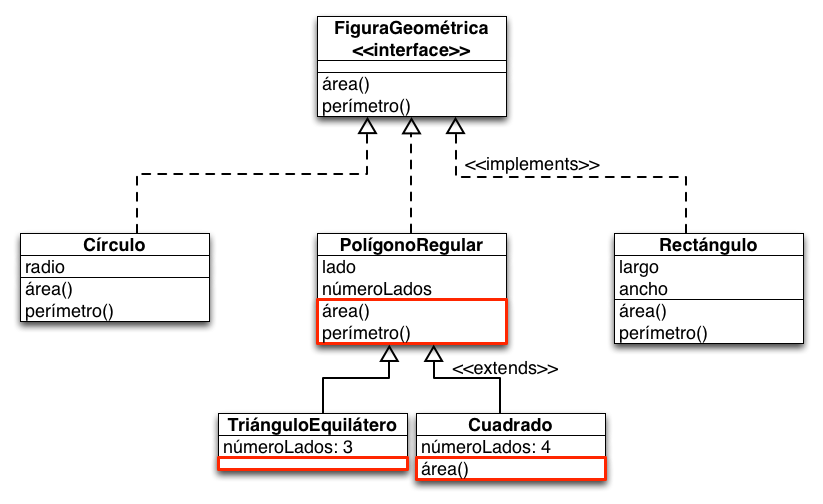 FiguraGeométrica
<<interface>>
área()
perímetro()
<<implements>>
Círculo
radio
área()
perímetro()
PolígonoRegular
lado
númeroLados
área()
perímetro()
Rectángulo
largo
ancho
área()
perímetro()
<<extends>>
TriánguloEquilátero
númeroLados: 3
Cuadrado
númeroLados: 4
área()